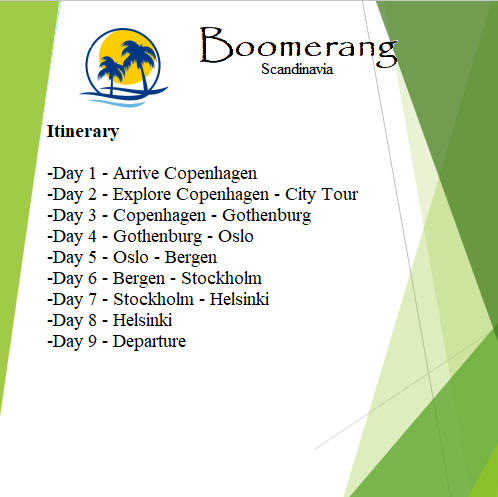 Boomerang
Scandinavia
Itinerary
-Day 1 - Arrive Copenhagen
-Day 2 - Explore Copenhagen - City Tour
-Day 3 - Copenhagen - Gothenburg
-Day 4 - Gothenburg - Oslo
-Day 5 - Oslo - Bergen
-Day 6 - Bergen - Stockholm
-Day 7 - Stockholm - Helsinki
-Day 8 - Helsinki
-Day 9 - Departure